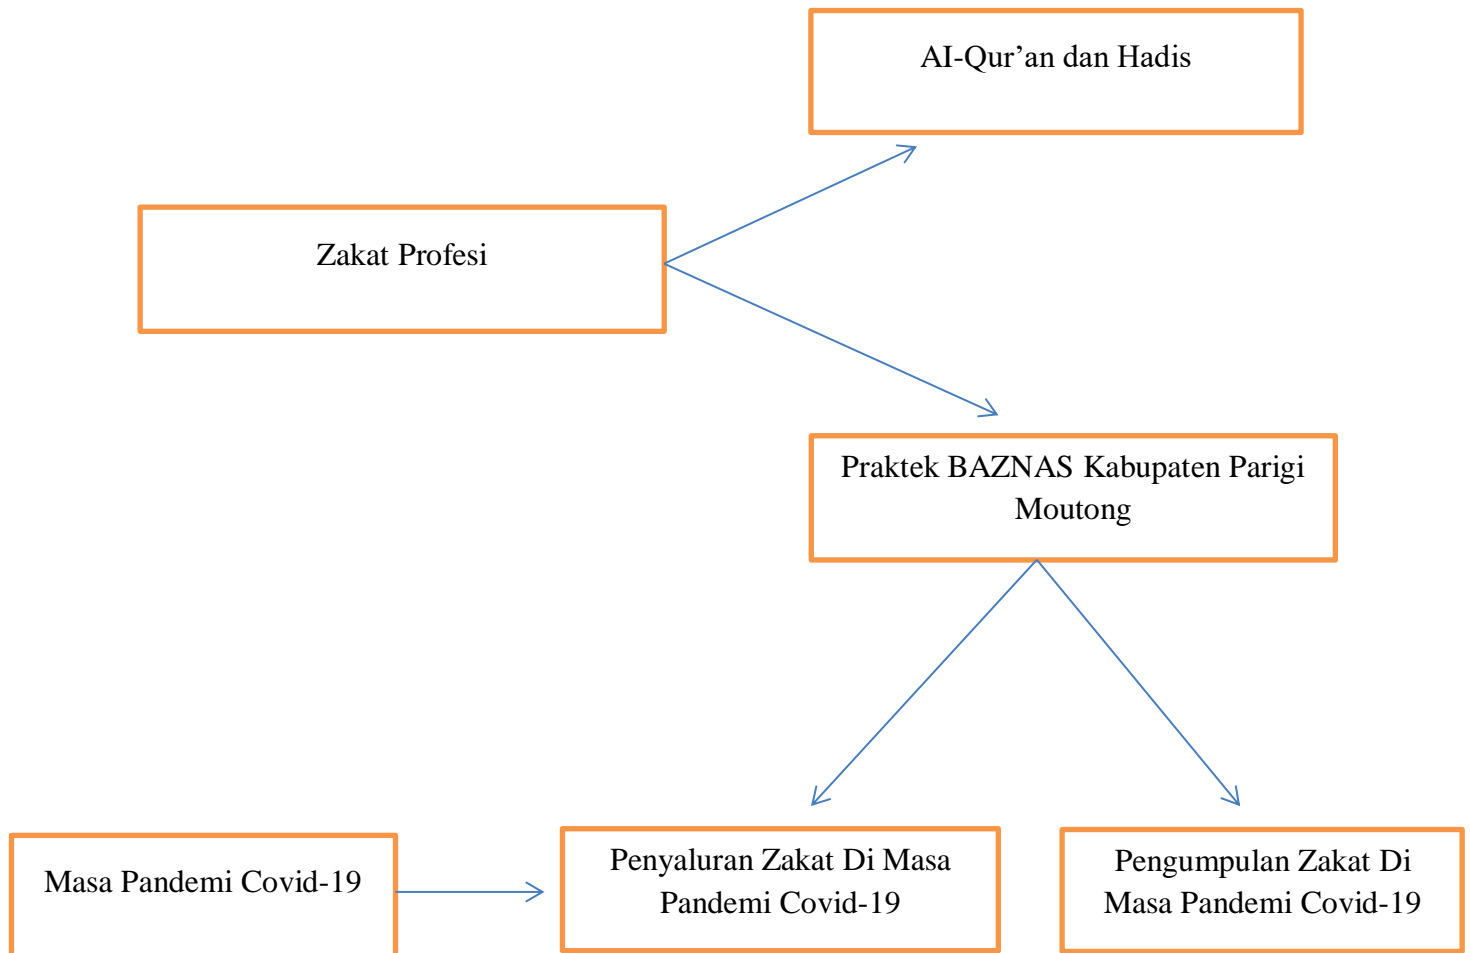 AI-Qur’an dan Hadis
Zakat Profesi
Praktek BAZNAS Kabupaten Parigi
Moutong
Masa Pandemi Covid-19
Penyaluran Zakat Di Masa
Pandemi Covid-19
Pengumpulan Zakat Di
Masa Pandemi Covid-19